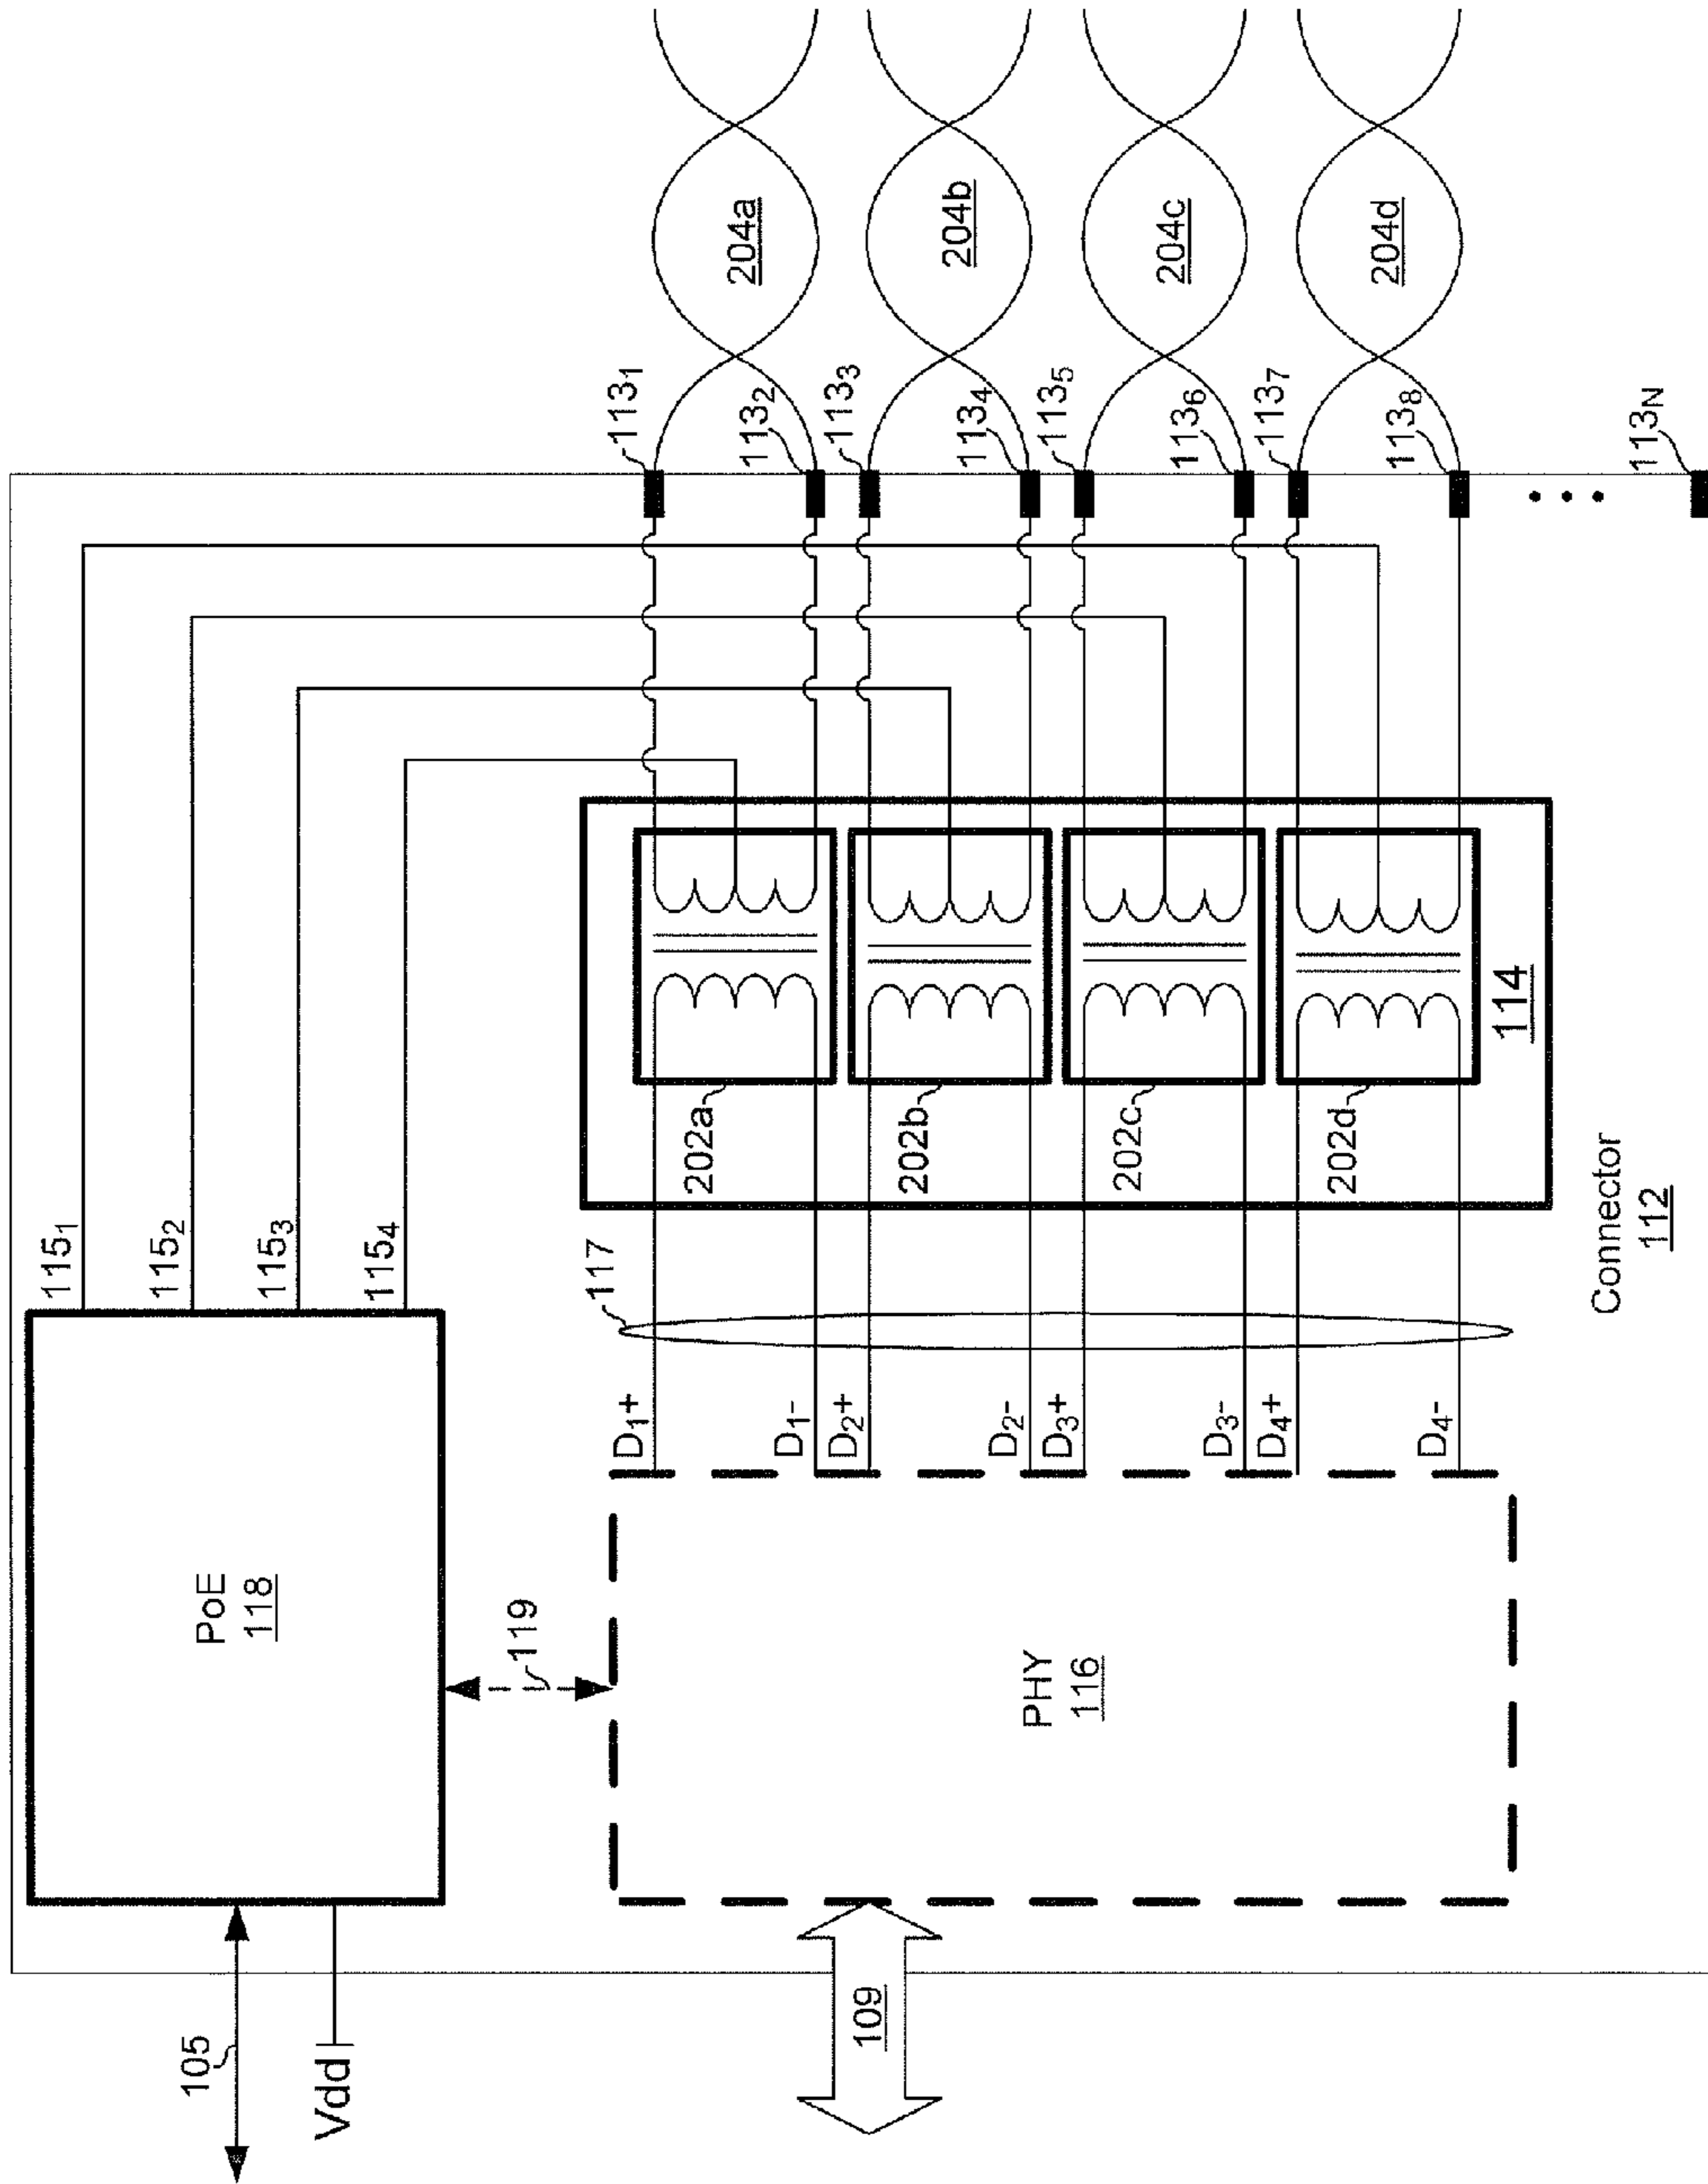 105
Vdd
PoE
118
115₁
115₂
115₃
115₄
119
109
PHY
116
D₁+
D₁-
D₂+
D₂-
D₃+
D₃-
D₄+
D₄-
117
202a
202b
202c
202d
114
113₁
113₂
113₃
113₄
113₅
113₆
113₇
113₈
113N
204a
204b
204c
204d
Connector
112